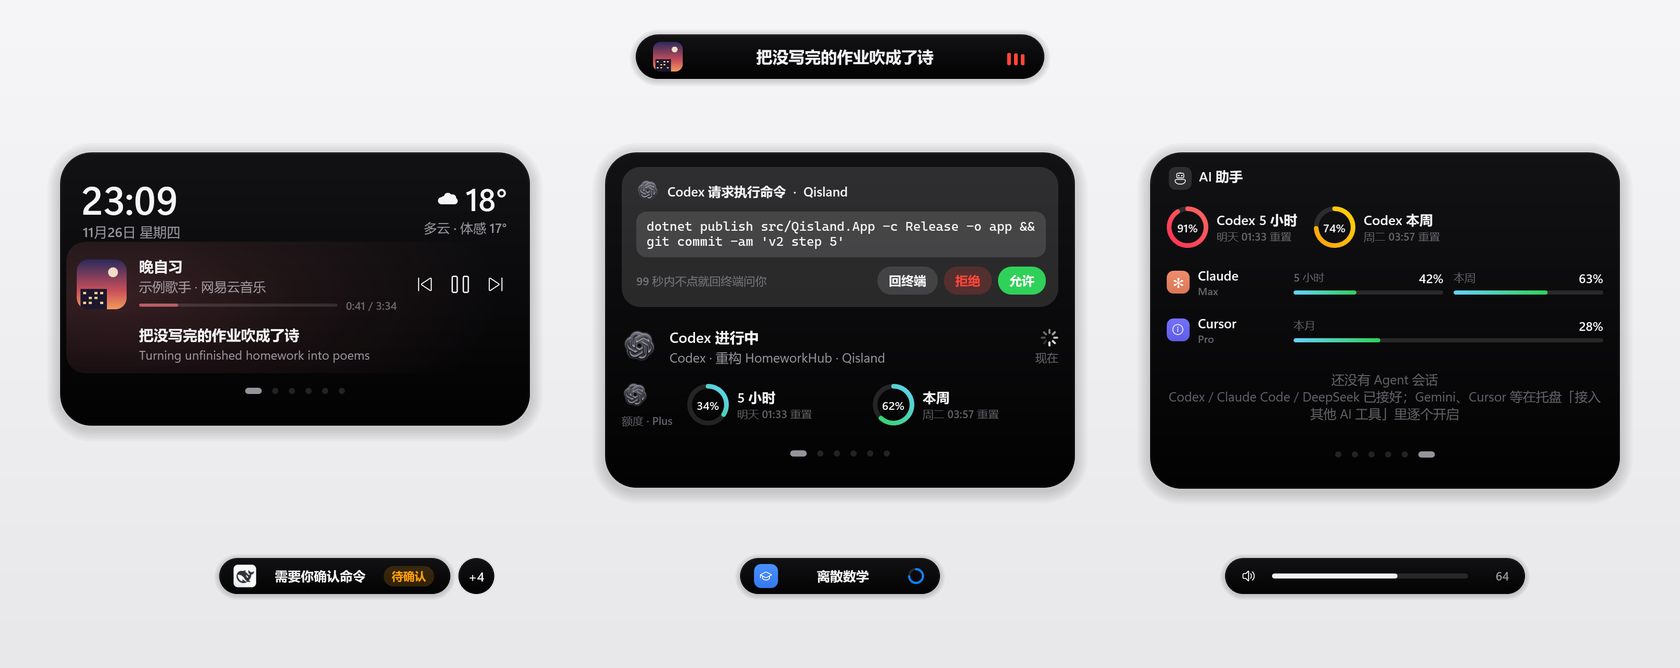 把没写完的作业吹成了诗
23:09
18°
11月26日 星期四
多云 · 体感 17°
晚自习
示例歌手 · 网易云音乐
0:41 / 3:34
把没写完的作业吹成了诗
Turning unfinished homework into poems
Codex 请求执行命令 · Qisland
dotnet publish src/Qisland.App -c Release -o app &&
git commit -am 'v2 step 5'
99 秒内不点就回终端问你
回终端
拒绝
允许
Codex 进行中
Codex · 重构 HomeworkHub · Qisland
现在
额度 · Plus
34%
5 小时
明天 01:33 重置
62%
本周
周二 03:57 重置
AI 助手
91%
Codex 5 小时
明天 01:33 重置
74%
Codex 本周
周二 03:57 重置
Claude
Max
5 小时
42%
本周
63%
Cursor
Pro
本月
28%
还没有 Agent 会话
Codex / Claude Code / DeepSeek 已接好；Gemini、Cursor 等在托盘「接入
其他 AI 工具」里逐个开启
需要你确认命令
待确认
+4
离散数学
64